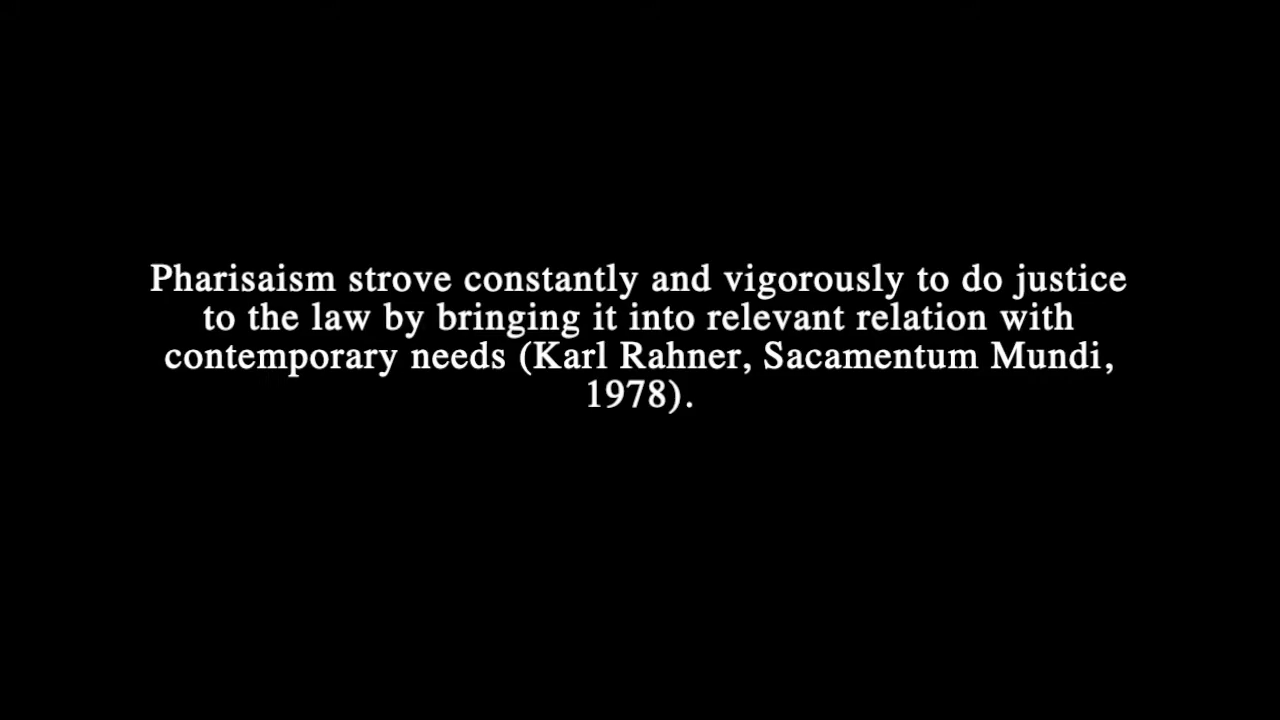 Pharisaism strove constantly and vigorously to do justice
to the law by bringing it into relevant relation with
contemporary needs (Karl Rahner, Sacamentum Mundi,
1978).